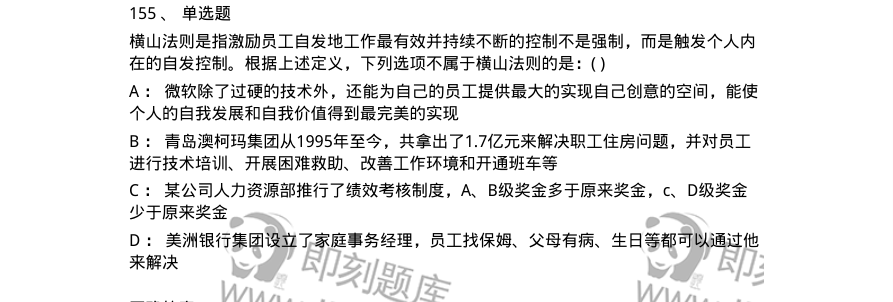 155 、 单选题
横山法则是指激励员工自发地工作最有效并持续不断的控制不是强制，而是触发个人内
在的自发控制。根据上述定义，下列选项不属于横山法则的是：( )
A ： 微软除了过硬的技术外，还能为自己的员工提供最大的实现自己创意的空间，能使
个人的自我发展和自我价值得到最完美的实现
B ： 青岛澳柯玛集团从1995年至今，共拿出了1.7亿元来解决职工住房问题，并对员工
进行技术培训、开展困难救助、改善工作环境和开通班车等
C ： 某公司人力资源部推行了绩效考核制度，A、B级奖金多于原来奖金，c、D级奖金
少于原来奖金
D ： 美洲银行集团设立了家庭事务经理，员工找保姆、父母有病、生日等都可以通过他
来解决
即刻题库
即刻